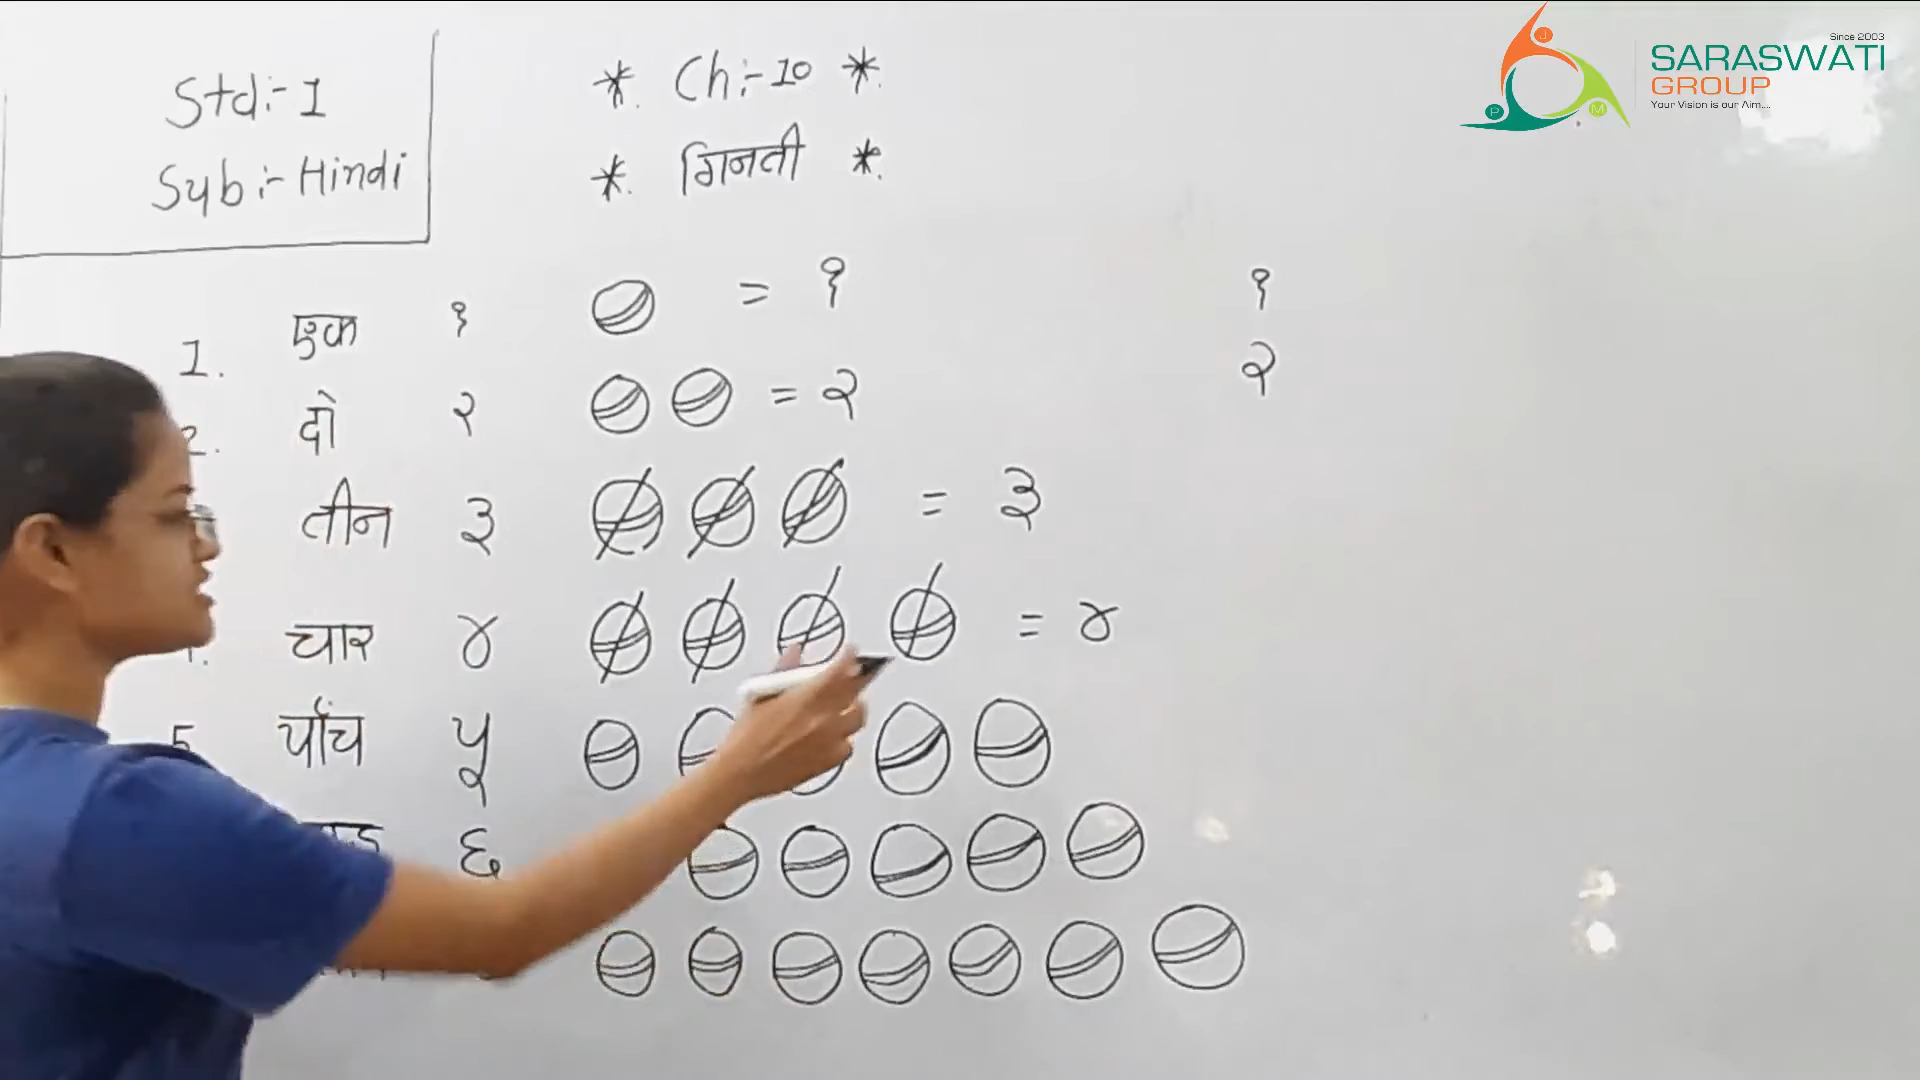 Std:-1
Sub:- Hindi
* Ch:-10 *
* गिनती *
Since 2003
SARASWATI
GROUP
Your Vision is our Aim....
J
P
M
1. एक १ = १
2. दो २ = २
तीन ३ = ३
चार ४ = ४
5. पाँच ५
६
१
२